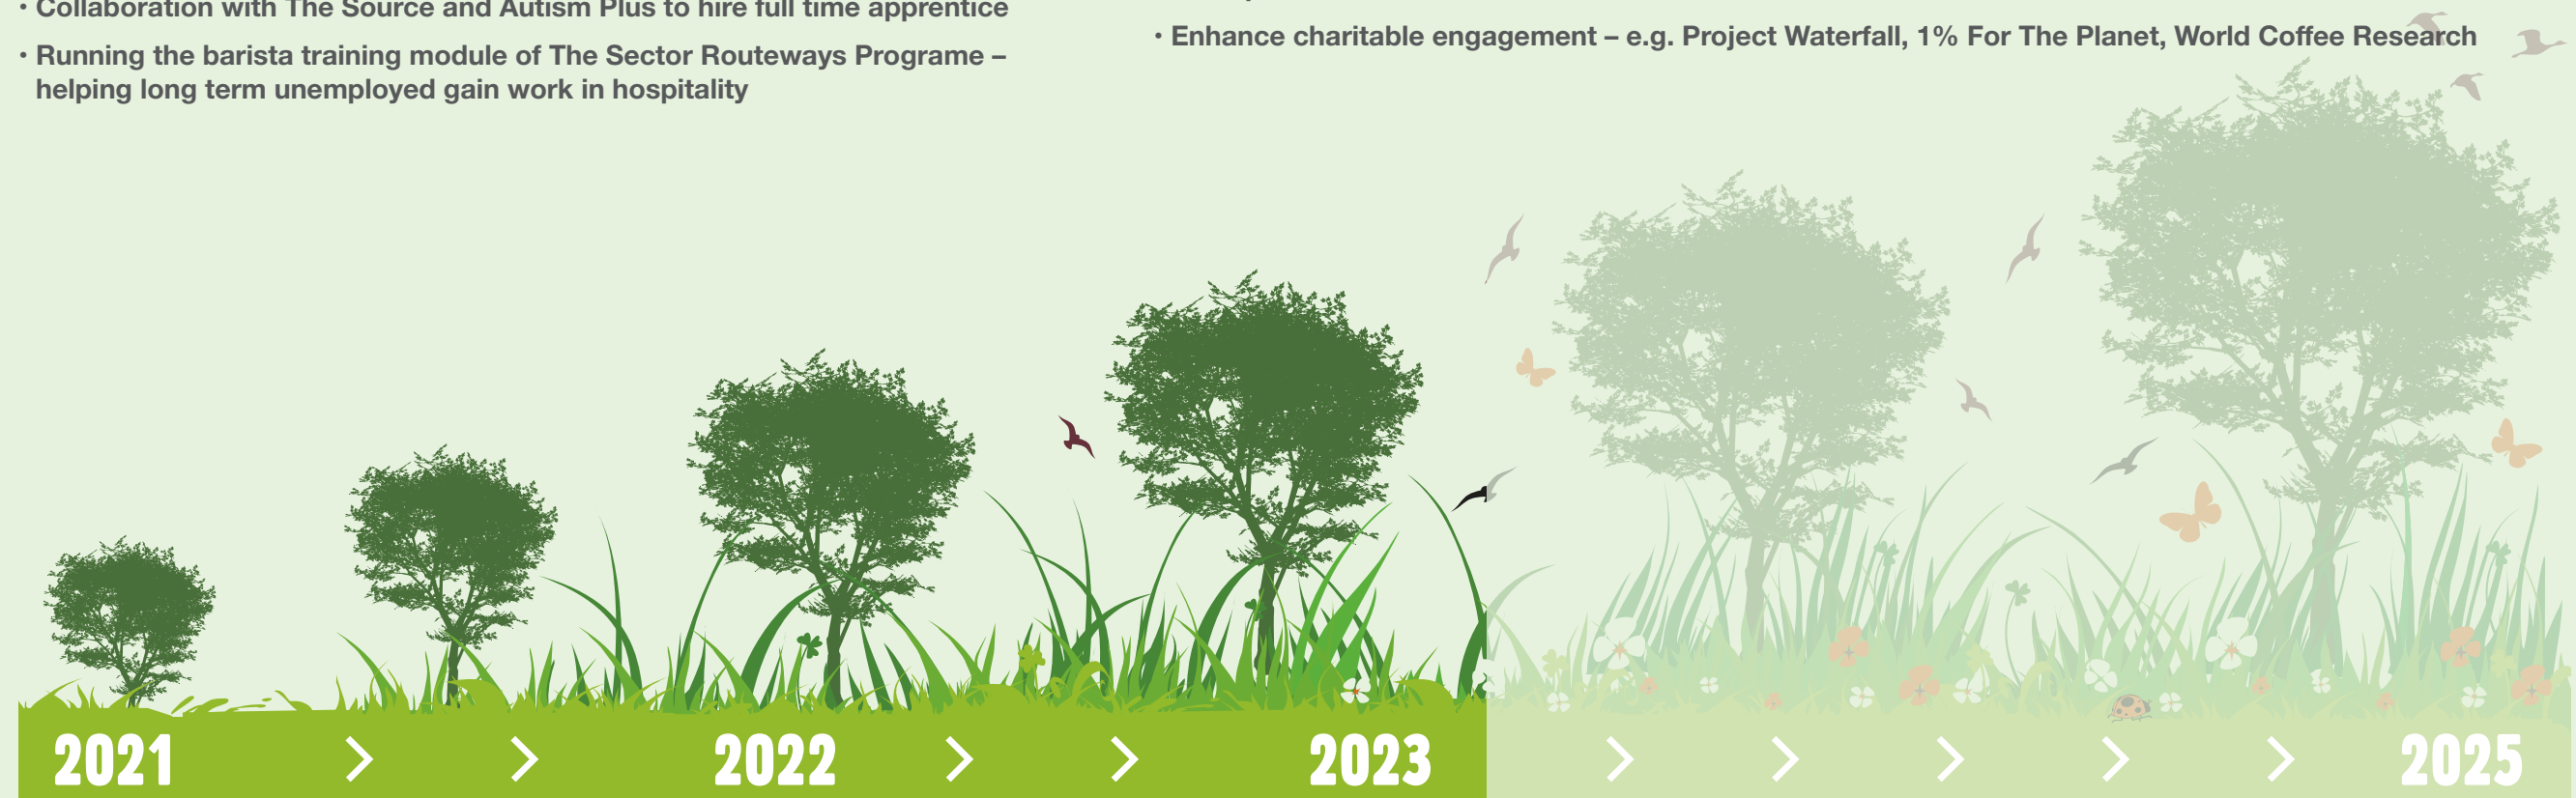 • Collaboration with The Source and Autism Plus to hire full time apprentice
• Running the barista training module of The Sector Routeways Programe –
helping long term unemployed gain work in hospitality
• Enhance charitable engagement – e.g. Project Waterfall, 1% For The Planet, World Coffee Research
2021 > > 2022 > > 2023 > > > > > 2025